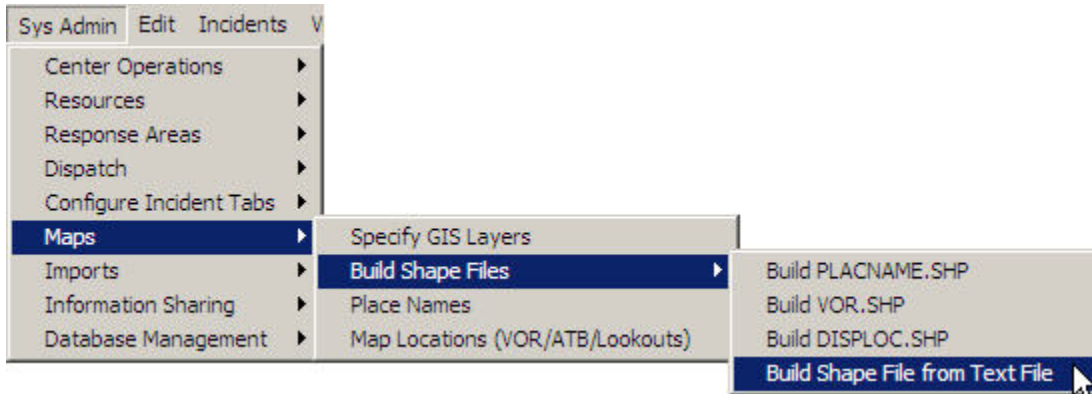 Sys Admin Edit Incidents V
Center Operations
Resources
Response Areas
Dispatch
Configure Incident Tabs
Maps
Imports
Information Sharing
Database Management
Specify GIS Layers
Build Shape Files
Place Names
Map Locations (VOR/ATB/Lookouts)
Build PLACNAME.SHP
Build VOR.SHP
Build DISPLOC.SHP
Build Shape File from Text File